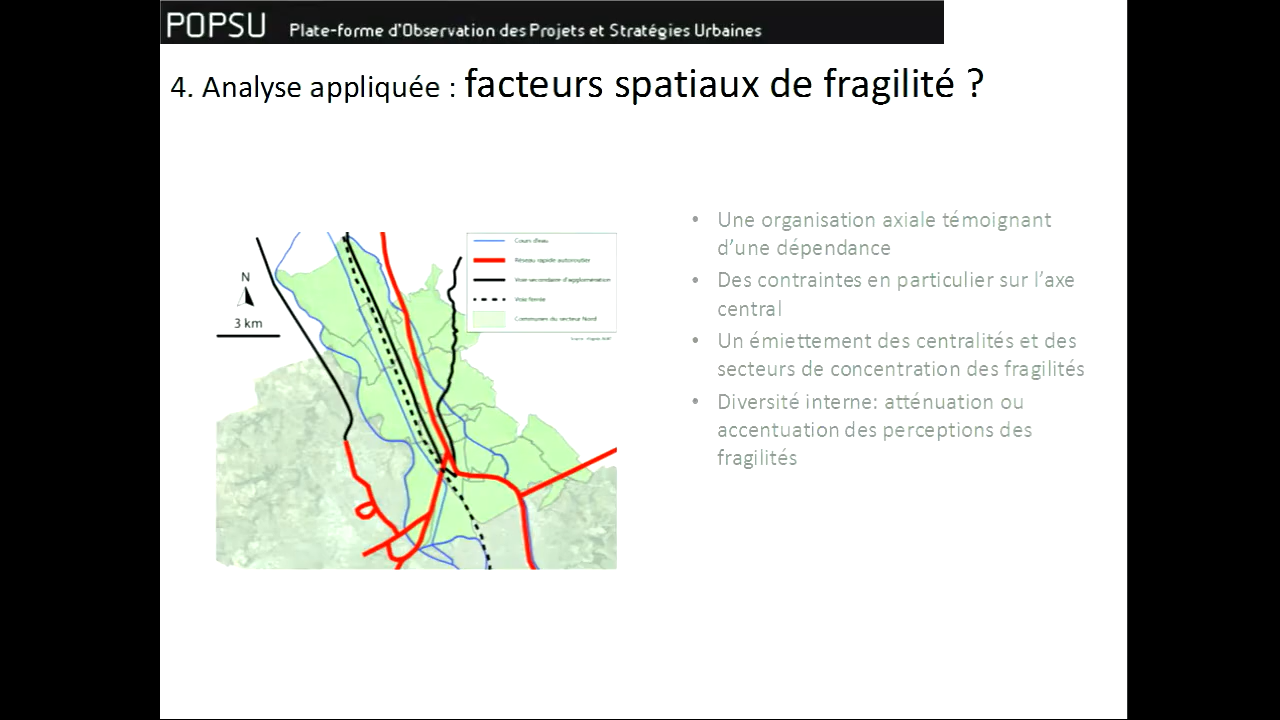 POPSU Plate-forme d'Observation des Projets et Stratégies Urbaines
4. Analyse appliquée : facteurs spatiaux de fragilité ?
• Une organisation axiale témoignant
d'une dépendance
• Des contraintes en particulier sur l'axe
central
• Un émiettement des centralités et des
secteurs de concentration des fragilités
• Diversité interne: atténuation ou
accentuation des perceptions des
fragilités
N
3 km
Cours d'eau
Réseau rapide autoroutier
Voie secondaire d'agglomération
Voie ferrée
Communes du secteur Nord